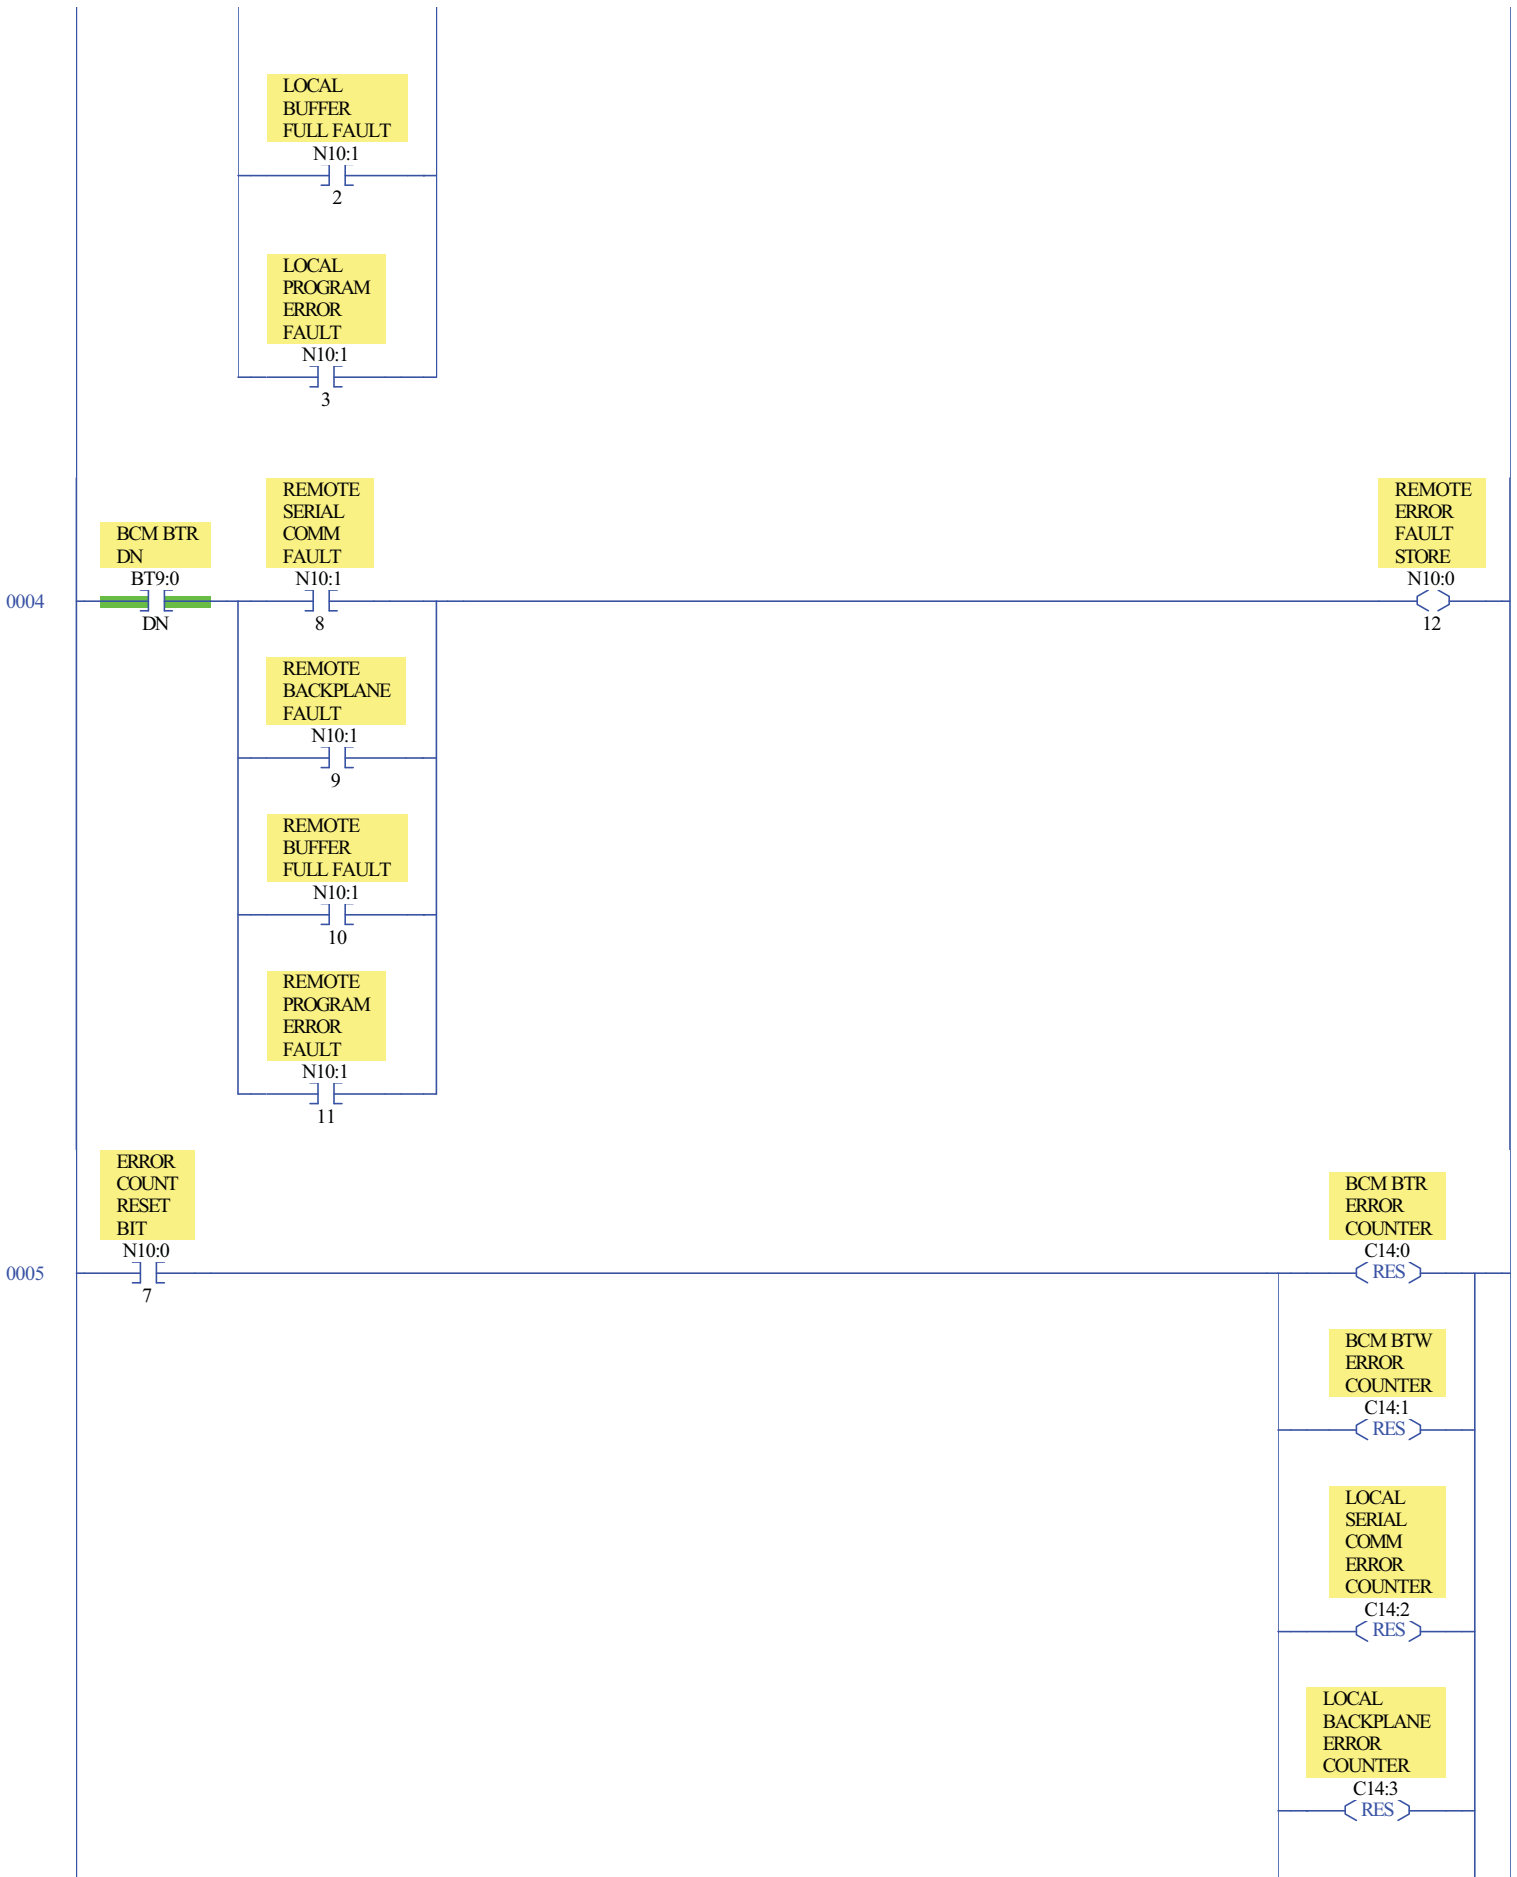 LOCAL
BUFFER
FULL FAULT
N10:1
2
LOCAL
PROGRAM
ERROR
FAULT
N10:1
3
0004
BCM BTR
DN
BT9:0
DN
REMOTE
SERIAL
COMM
FAULT
N10:1
8
REMOTE
ERROR
FAULT
STORE
N10:0
12
REMOTE
BACKPLANE
FAULT
N10:1
9
REMOTE
BUFFER
FULL FAULT
N10:1
10
REMOTE
PROGRAM
ERROR
FAULT
N10:1
11
0005
ERROR
COUNT
RESET
BIT
N10:0
7
BCM BTR
ERROR
COUNTER
C14:0
RES
BCM BTW
ERROR
COUNTER
C14:1
RES
LOCAL
SERIAL
COMM
ERROR
COUNTER
C14:2
RES
LOCAL
BACKPLANE
ERROR
COUNTER
C14:3
RES